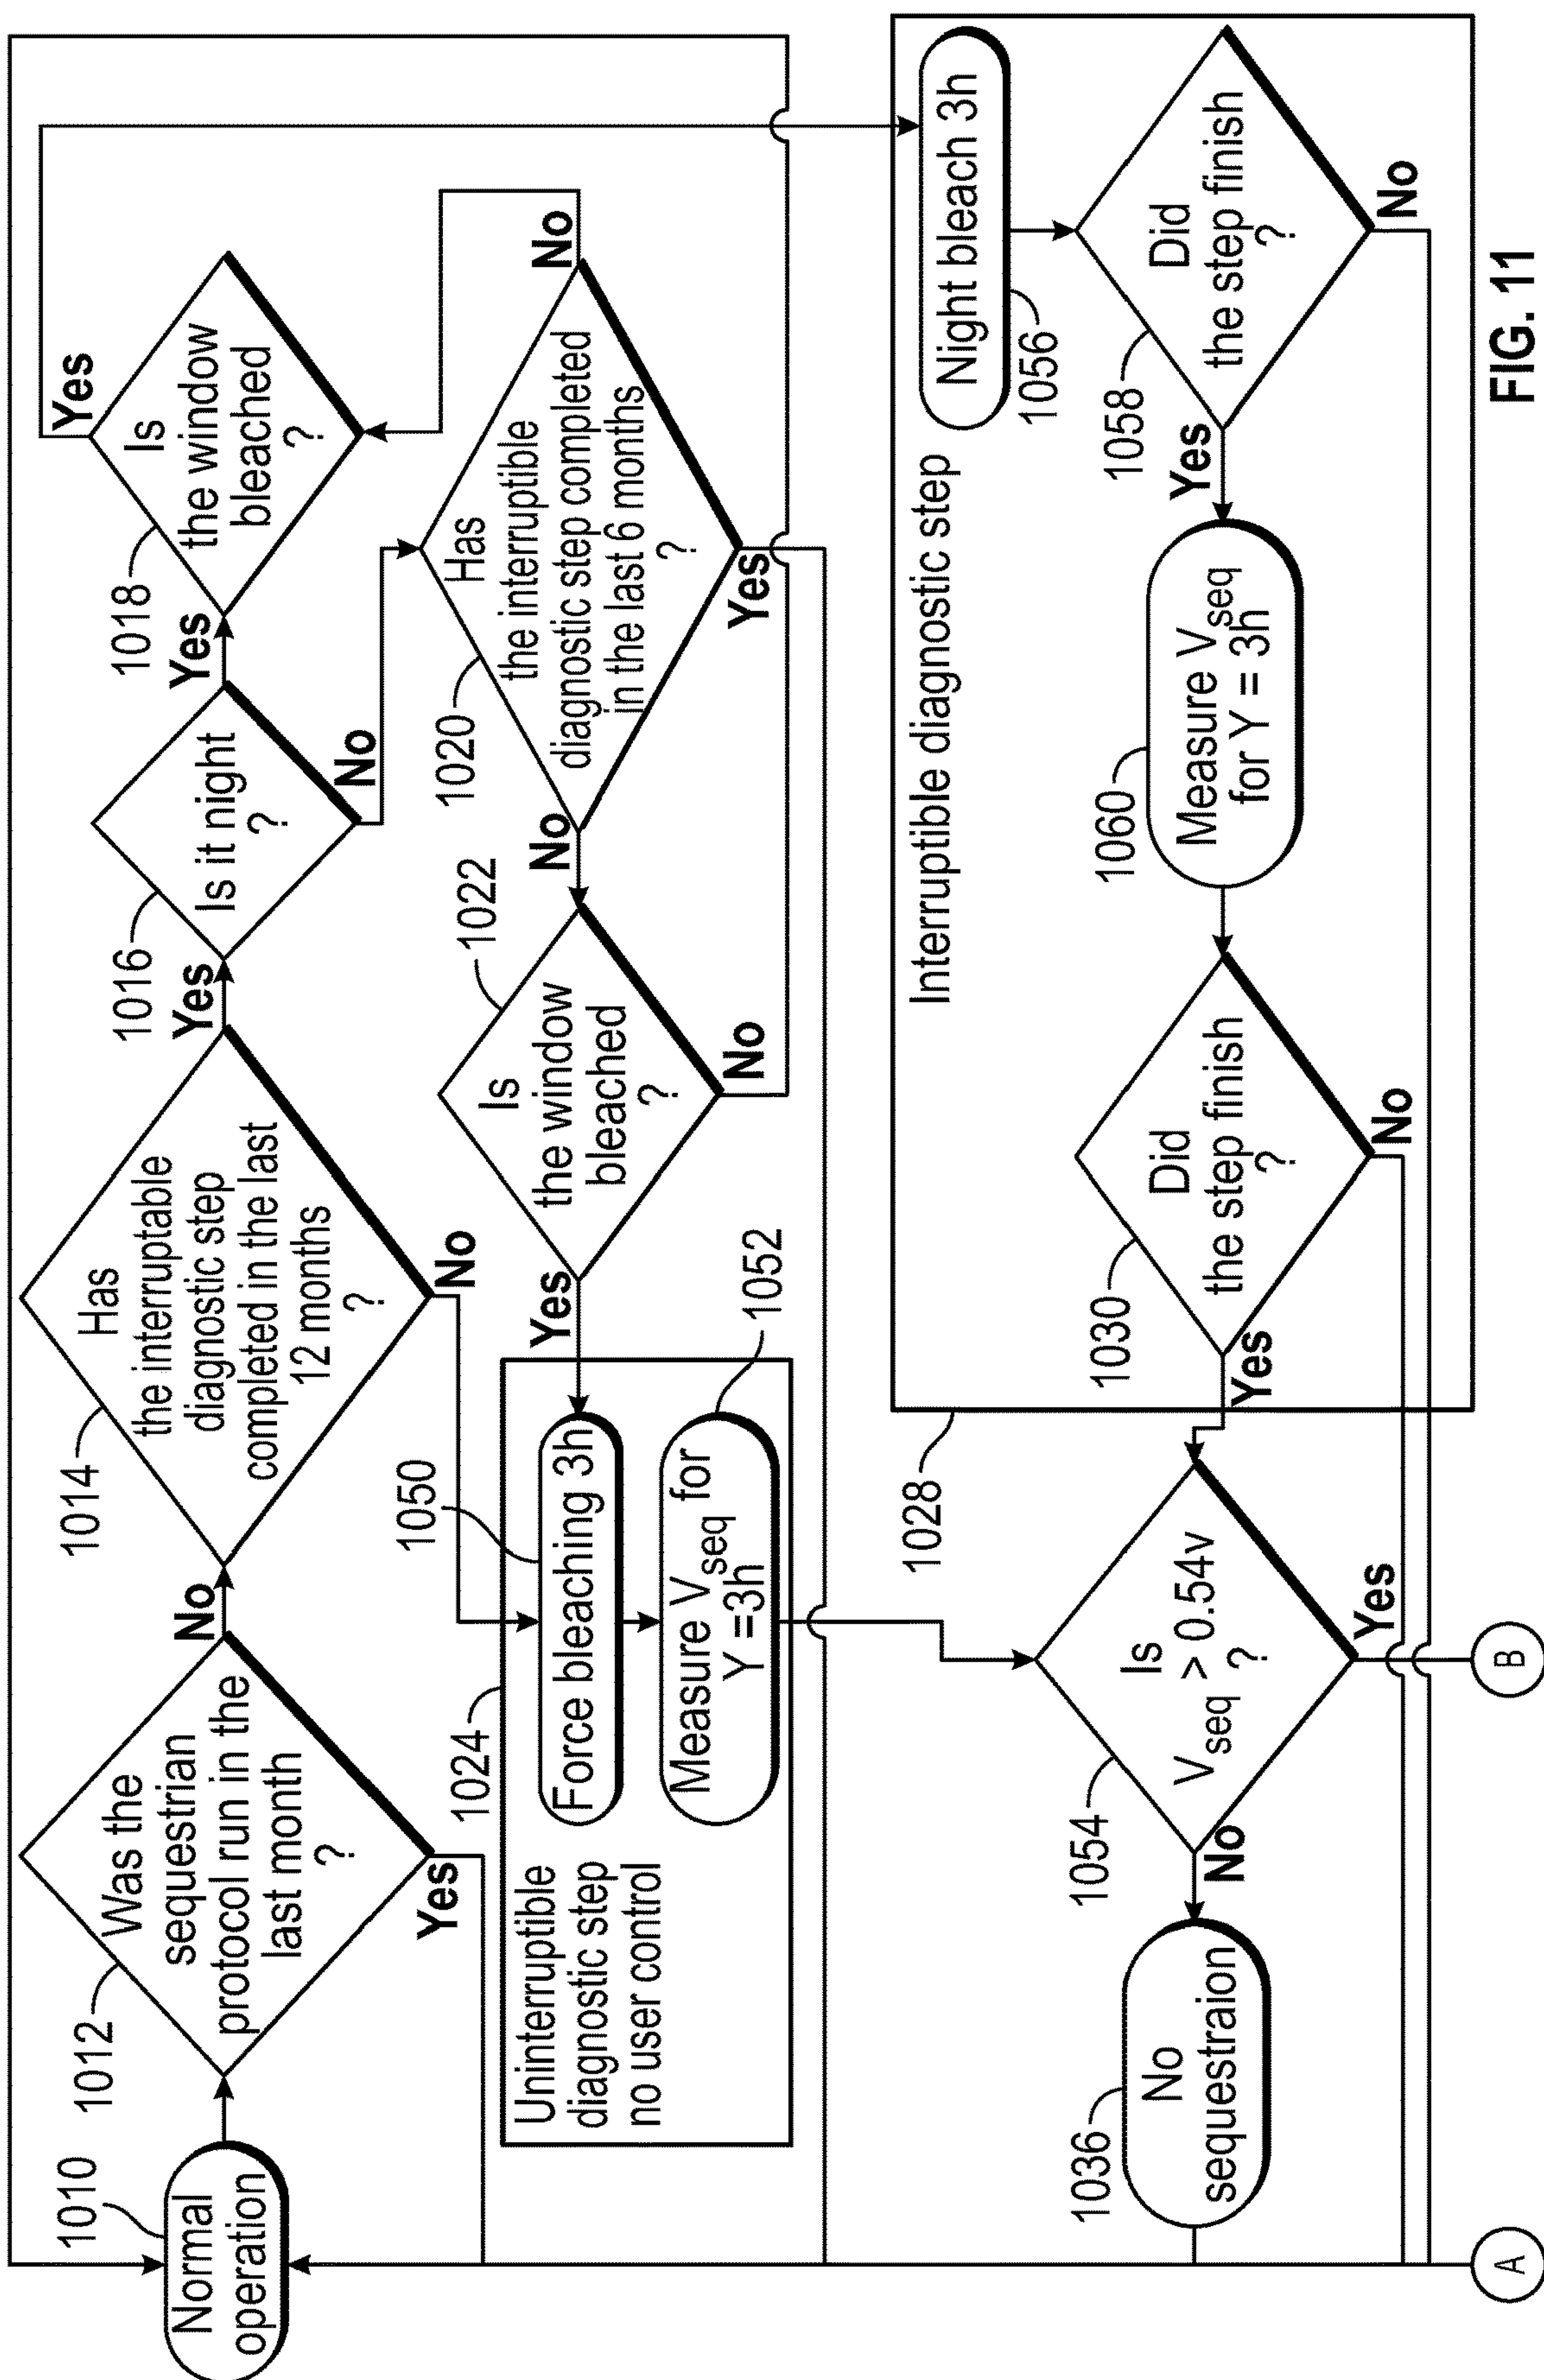 1010
Normal
operation
1012
Was the
sequestrian
protocol run in the
last month
?
No
Yes
1014
Has
the interruptable
diagnostic step
completed in the last
12 months
?
Yes
No
1016
Is it night
?
Yes
No
1018
Is
the window
bleached
?
Yes
1020
Has
the interruptible
diagnostic step completed
in the last 6 months
?
No
No
Yes
1022
Is
the window
bleached
?
Yes
No
1024
Uninterruptible
diagnostic step
no user control
1050
Force bleaching 3h
1052
Measure Vseq for
Y =3h
Interruptible diagnostic step
Night bleach 3h
1056
1058
Did
the step finish
?
Yes
No
1060
Measure Vseq
for Y = 3h
1030
Did
the step finish
?
Yes
No
1028
1054
Is
Vseq > 0.54v
?
No
Yes
1036
No
sequestraion
A
B
FIG. 11